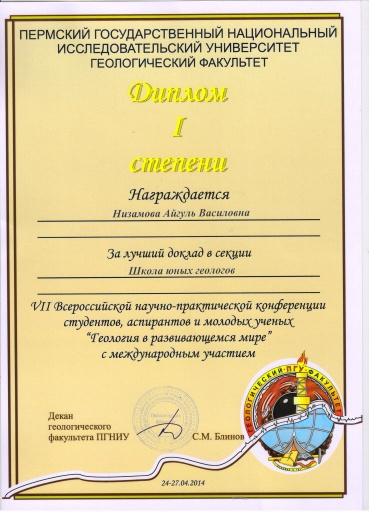 ПЕРМСКИЙ ГОСУДАРСТВЕННЫЙ НАЦИОНАЛЬНЫЙ
ИССЛЕДОВАТЕЛЬСКИЙ УНИВЕРСИТЕТ
ГЕОЛОГИЧЕСКИЙ ФАКУЛЬТЕТ
Диплом
I
степени
Награждается
Низамова Айгуль Василовна
За лучший доклад в секции
Школа юных геологов
VII Всероссийской научно-практической конференции
студентов, аспирантов и молодых ученых
“Геология в развивающемся мире”
с международным участием
ГЕОЛОГИЧЕСКИЙ·ПГУ·ФАКУЛЬТЕТ
Декан
геологического
факультета ПГНИУ
С.М. Блинов
24-27.04.2014